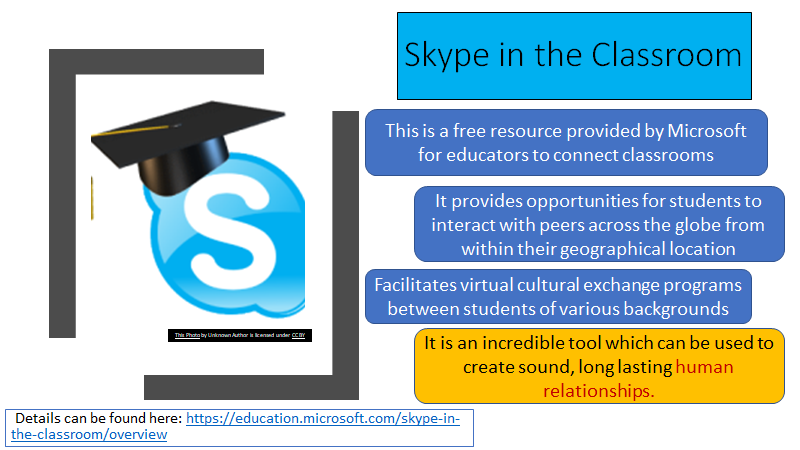 Skype in the Classroom
This is a free resource provided by Microsoft
for educators to connect classrooms
It provides opportunities for students to
interact with peers across the globe from
within their geographical location
Facilitates virtual cultural exchange programs
between students of various backgrounds
It is an incredible tool which can be used to
create sound, long lasting human
relationships.
S
This Photo by Unknown Author is licensed under CC BY
Details can be found here: https://education.microsoft.com/skype-in-
the-classroom/overview